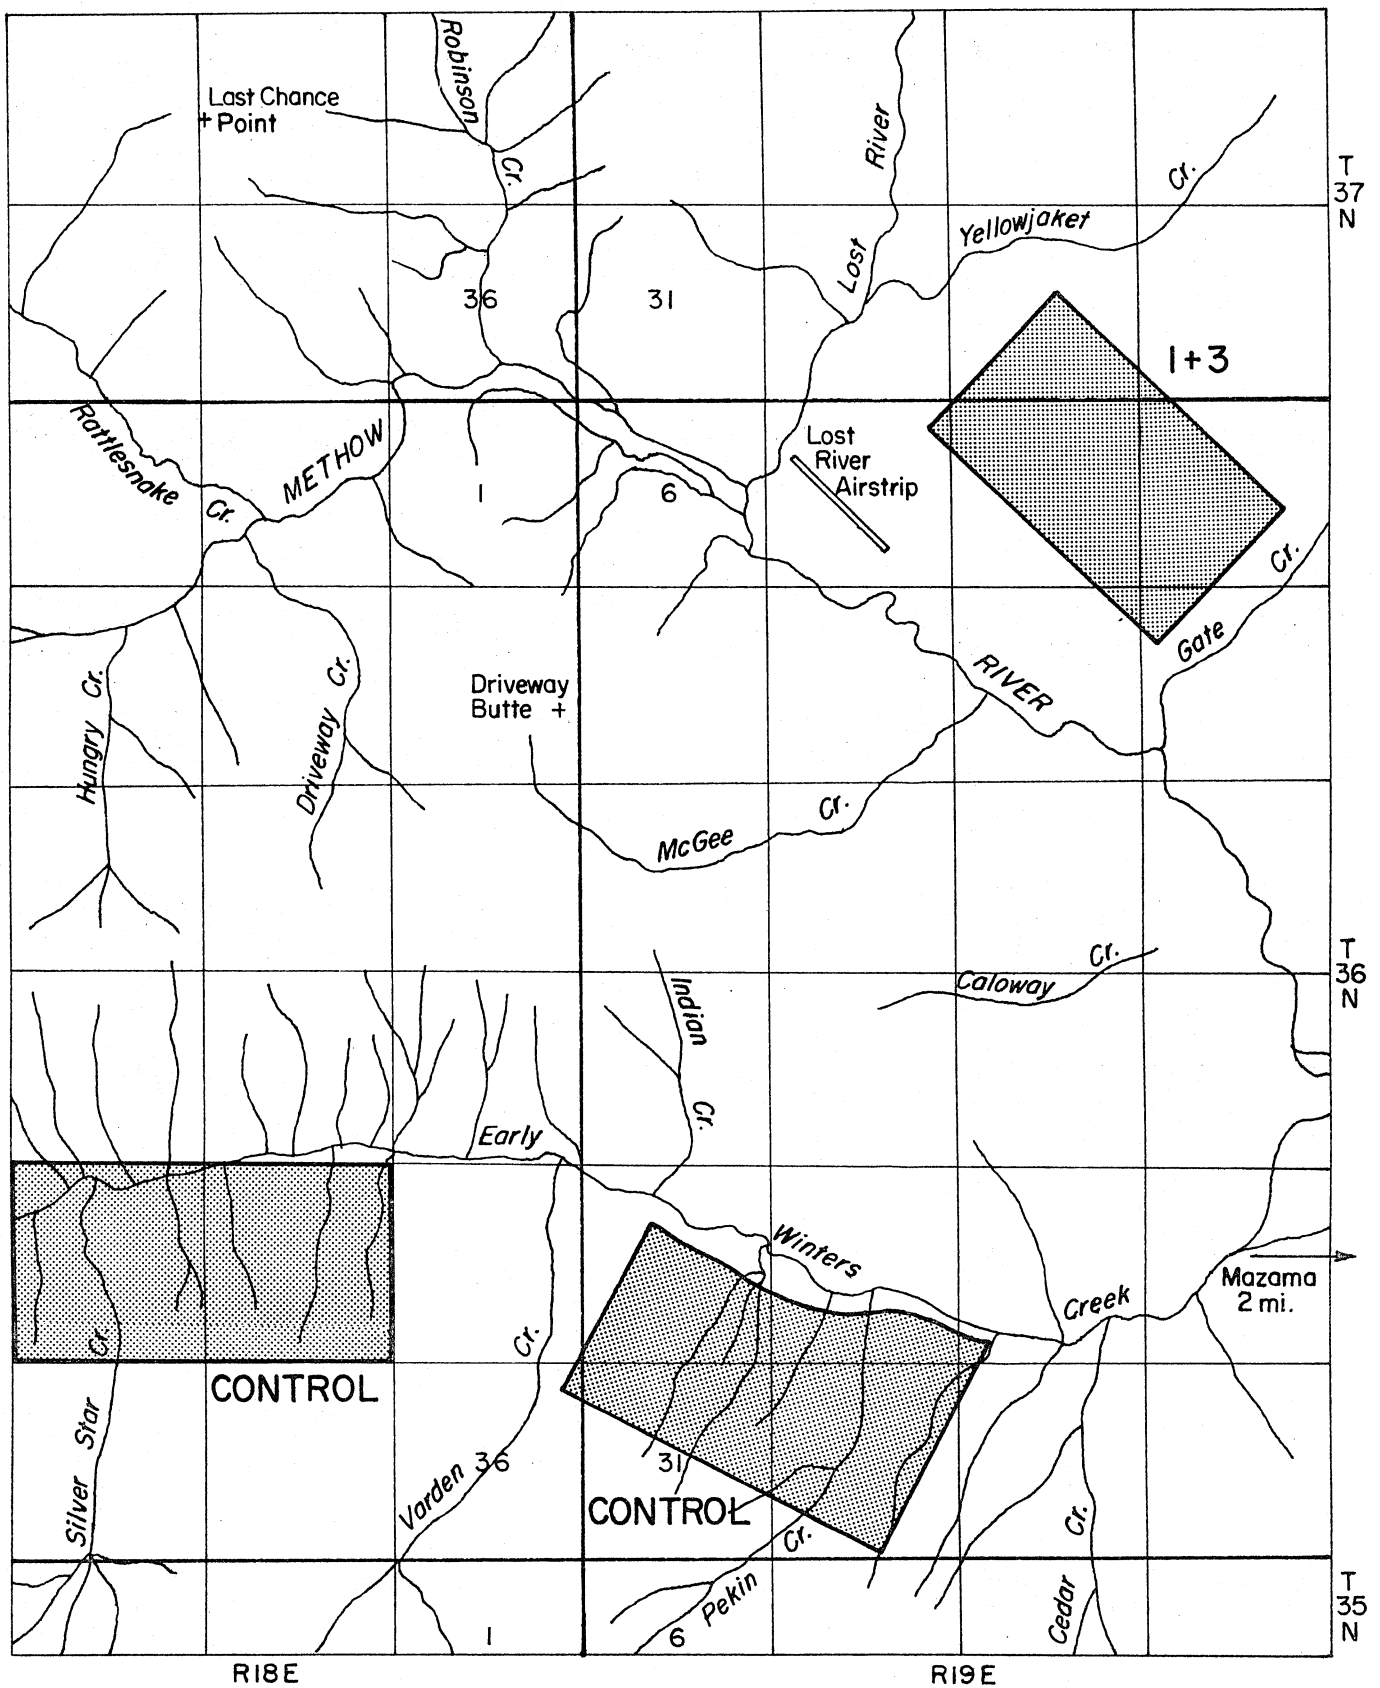 Robinson
Cr.
Last Chance
+ Point
River
Lost
Cr.
Yellowjaket
T
37
N
36
31
1+3
Rattlesnake
Cr.
METHOW
1
6
Lost
River
Airstrip
Cr.
Gate
Hungry Cr.
Driveway Cr.
Driveway
Butte +
RIVER
McGee
Cr.
Indian
Cr.
Caloway
Cr.
T
36
N
Early
Winters
Creek
Mazama
2 mi.
Cr.
CONTROL
Silver Star
Cr.
Varden
36
31
CONTROL
Cr.
Pekin
Cr.
Cedar
1
6
T
35
N
R18E
R19E